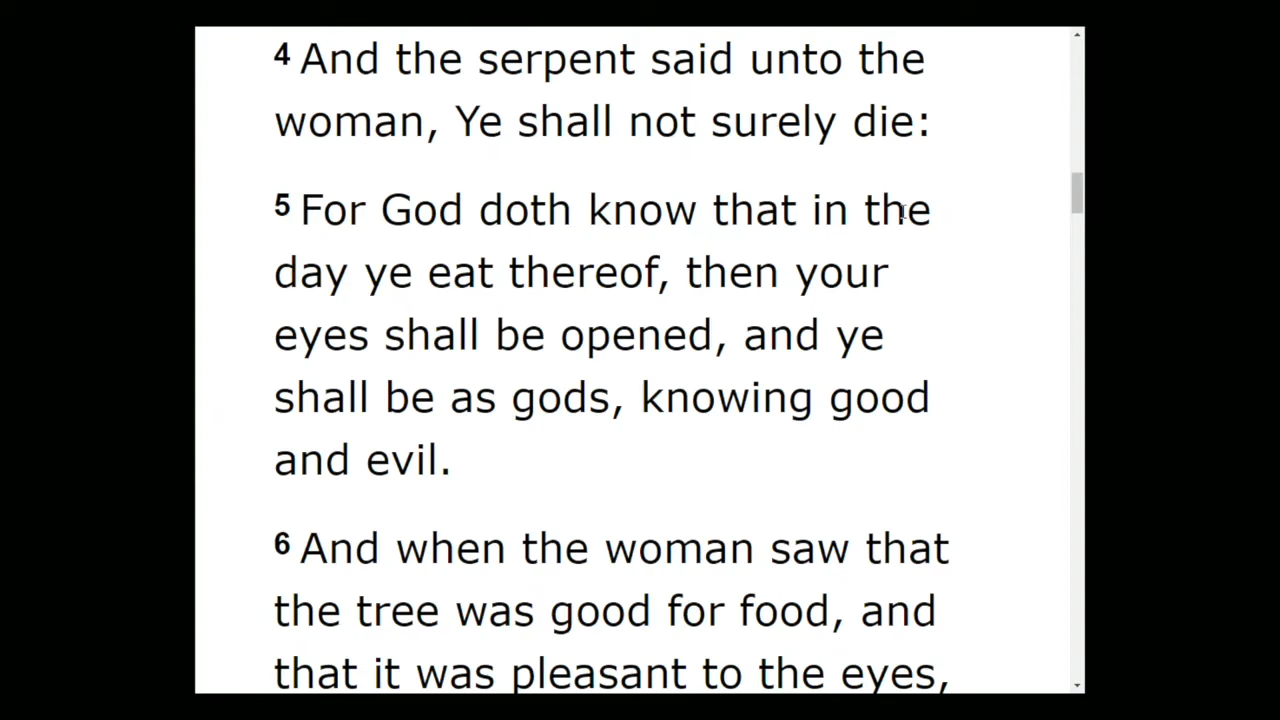 4 And the serpent said unto the
woman, Ye shall not surely die:
5 For God doth know that in the
day ye eat thereof, then your
eyes shall be opened, and ye
shall be as gods, knowing good
and evil.
6 And when the woman saw that
the tree was good for food, and
that it was pleasant to the eyes,